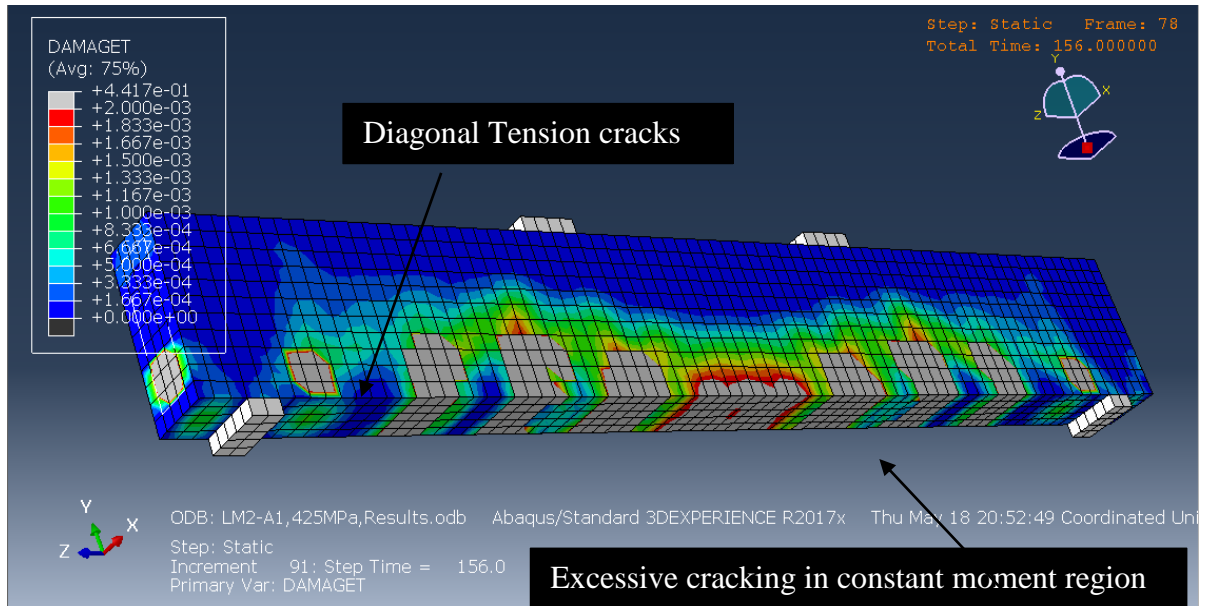 DAMAGET
(Avg: 75%)
+4.417e-01
+2.000e-03
+1.833e-03
+1.667e-03
+1.500e-03
+1.333e-03
+1.167e-03
+1.000e-03
+8.333e-04
+6.667e-04
+5.000e-04
+3.333e-04
+1.667e-04
+0.000e+00
Step: Static Frame: 78
Total Time: 156.000000
Y
X
Z
Diagonal Tension cracks
Y
X
Z
ODB: LM2-A1,425MPa,Results.odb Abaqus/Standard 3DEXPERIENCE R2017x Thu May 18 20:52:49 Coordinated Uni
Step: Static
Increment 91: Step Time = 156.0
Primary Var: DAMAGET
Excessive cracking in constant moment region